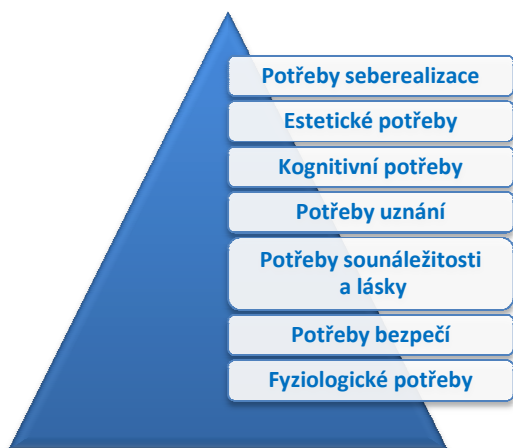 Potřeby seberealizace
Estetické potřeby
Kognitivní potřeby
Potřeby uznání
Potřeby sounáležitosti
a lásky
Potřeby bezpečí
Fyziologické potřeby